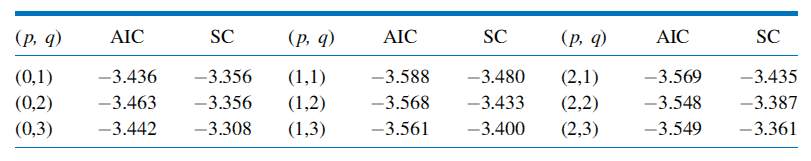 (p, q) AIC SC (p, q) AIC SC (p, q) AIC SC
(0,1) −3.436 −3.356 (1,1) −3.588 −3.480 (2,1) −3.569 −3.435
(0,2) −3.463 −3.356 (1,2) −3.568 −3.433 (2,2) −3.548 −3.387
(0,3) −3.442 −3.308 (1,3) −3.561 −3.400 (2,3) −3.549 −3.361